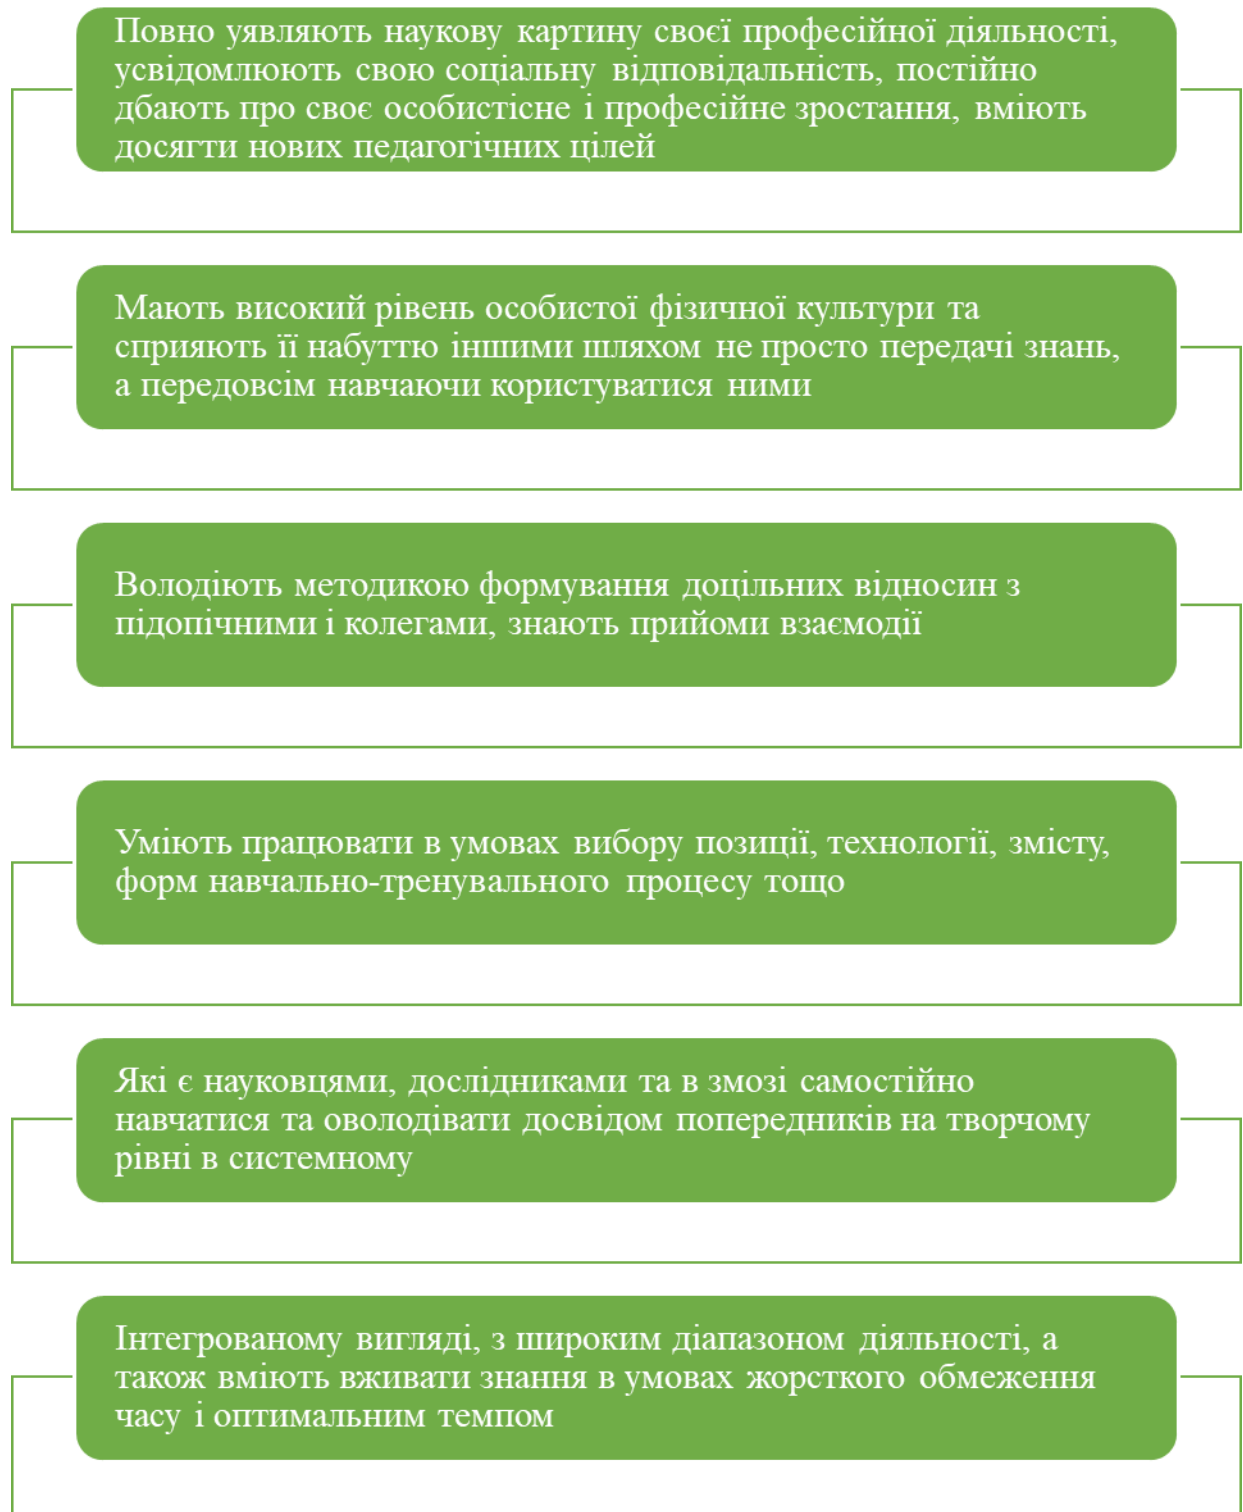 Повно уявляють наукову картину своєї професійної діяльності,
усвідомлюють свою соціальну відповідальність, постійно
дбають про своє особистісне і професійне зростання, вміють
досягти нових педагогічних цілей
Мають високий рівень особистої фізичної культури та
сприяють її набуттю іншими шляхом не просто передачі знань,
а передовсім навчаючи користуватися ними
Володіють методикою формування доцільних відносин з
підопічними і колегами, знають прийоми взаємодії
Уміють працювати в умовах вибору позиції, технології, змісту,
форм навчально-тренувального процесу тощо
Які є науковцями, дослідниками та в змозі самостійно
навчатися та оволодівати досвідом попередників на творчому
рівні в системному
Інтегрованому вигляді, з широким діапазоном діяльності, а
також вміють вживати знання в умовах жорсткого обмеження
часу і оптимальним темпом